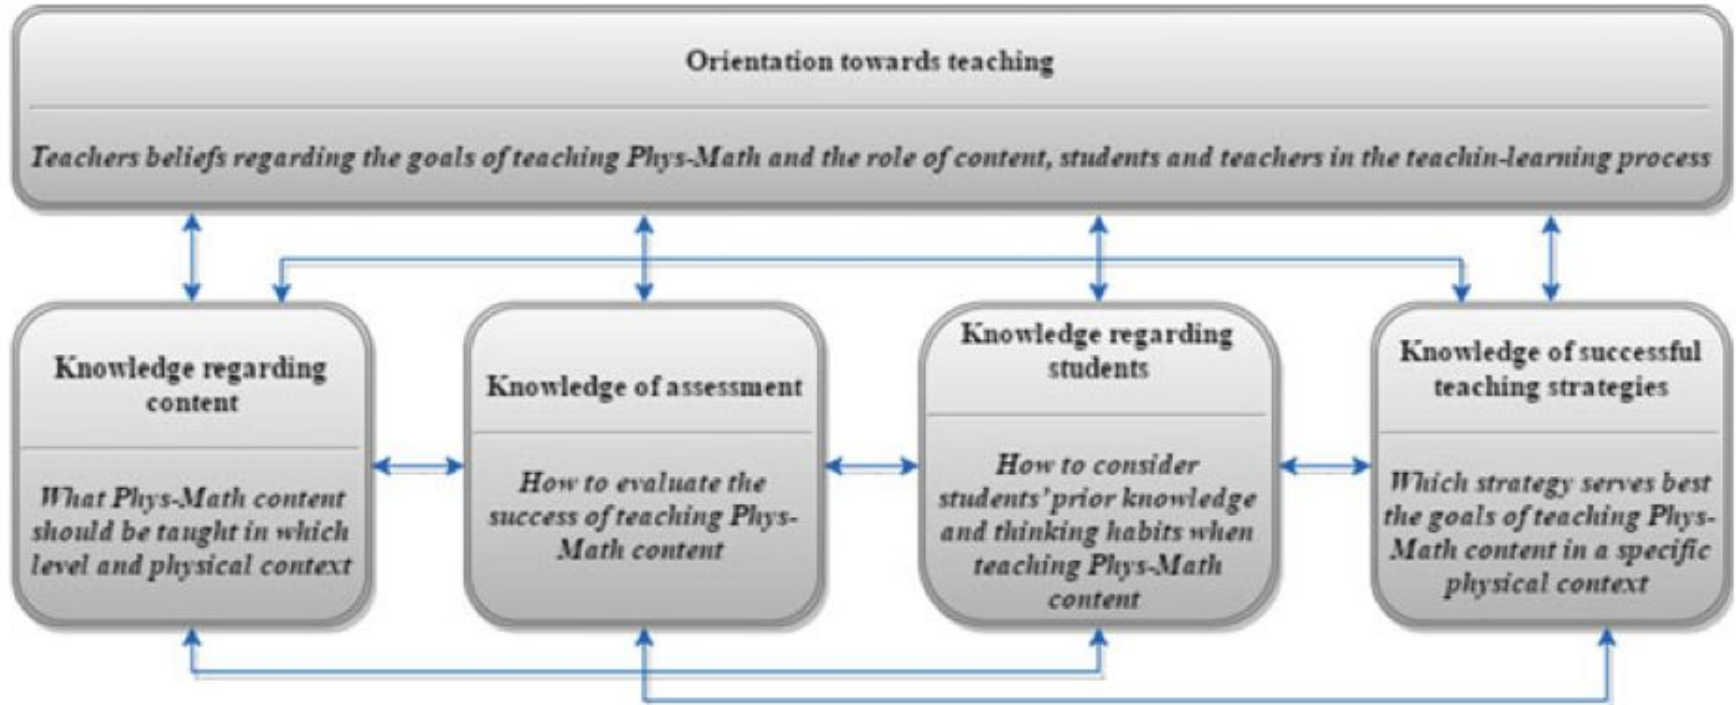 Orientation towards teaching
Teachers beliefs regarding the goals of teaching Phys-Math and the role of content, students and teachers in the teachin-learning process
Knowledge regarding
content
What Phys-Math content
should be taught in which
level and physical context
Knowledge of assessment
How to evaluate the
success of teaching Phys-
Math content
Knowledge regarding
students
How to consider
students' prior knowledge
and thinking habits when
teaching Phys-Math
content
Knowledge of successful
teaching strategies
Which strategy serves best
the goals of teaching Phys-
Math content in a specific
physical context